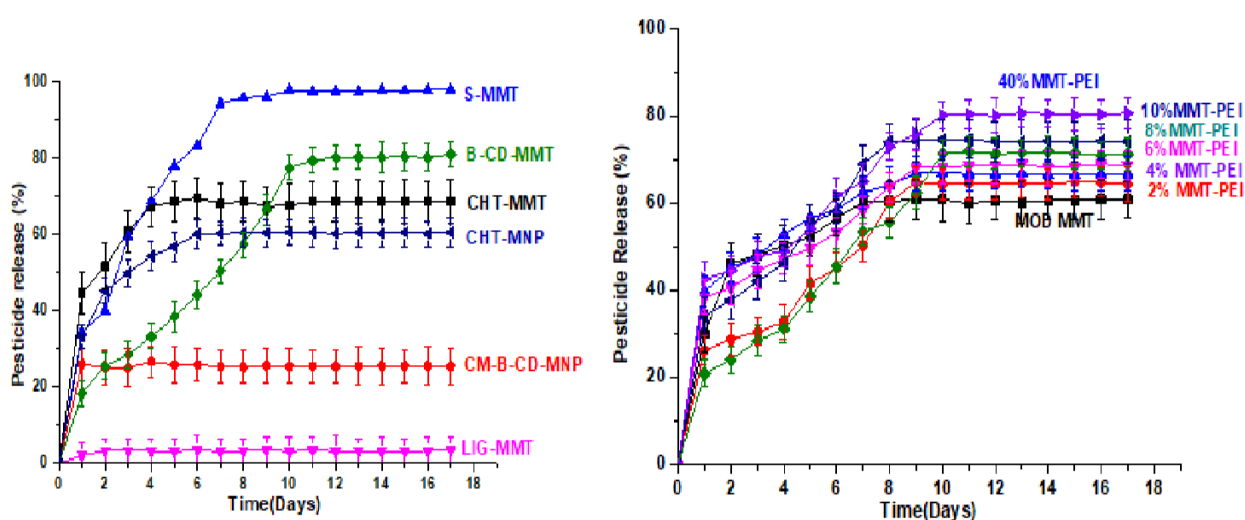 Pesticide release (%)
100
80
60
40
20
0
S-MMT
B-CD-MMT
CHT-MMT
CHT-MNP
CM-B-CD-MNP
LIG-MMT
0 2 4 6 8 10 12 14 16 18
Time(Days)
Pesticide Release (%)
100
80
60
40
20
0
40%MMT-PEI
10%MMT-PEI
8%MMT-PEI
6%MMT-PEI
4% MMT-PEI
2% MMT-PEI
MOB MMT
0 2 4 6 8 10 12 14 16 18
Time(Days)